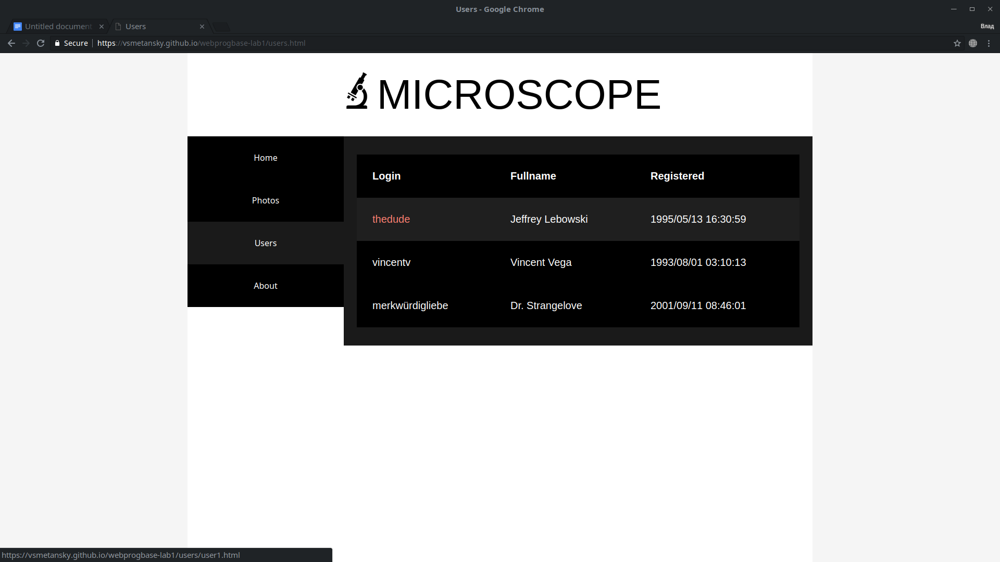 Users - Google Chrome
Untitled document
Users
Влад
Secure
https://vsmetansky.github.io/webprogbase-lab1/users.html
MICROSCOPE
Home
Photos
Users
About
Login Fullname Registered
thedude Jeffrey Lebowski 1995/05/13 16:30:59
vincentv Vincent Vega 1993/08/01 03:10:13
merkwürdigliebe Dr. Strangelove 2001/09/11 08:46:01
https://vsmetansky.github.io/webprogbase-lab1/users/user1.html